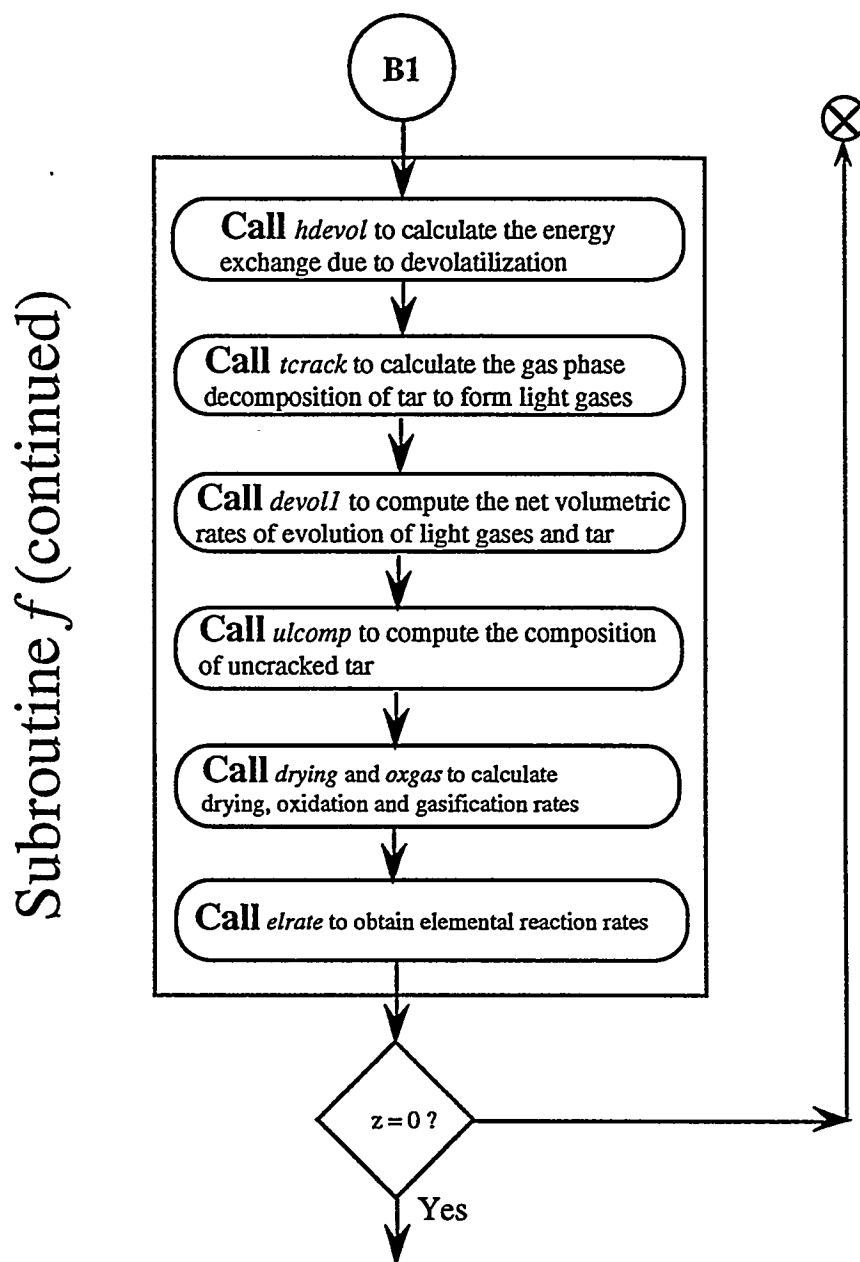 Subroutine f (continued)
B1
Call hdevol to calculate the energy
exchange due to devolatilization
Call tcrack to calculate the gas phase
decomposition of tar to form light gases
Call devol1 to compute the net volumetric
rates of evolution of light gases and tar
Call ulcomp to compute the composition
of uncracked tar
Call drying and oxgas to calculate
drying, oxidation and gasification rates
Call elrate to obtain elemental reaction rates
z = 0 ?
Yes